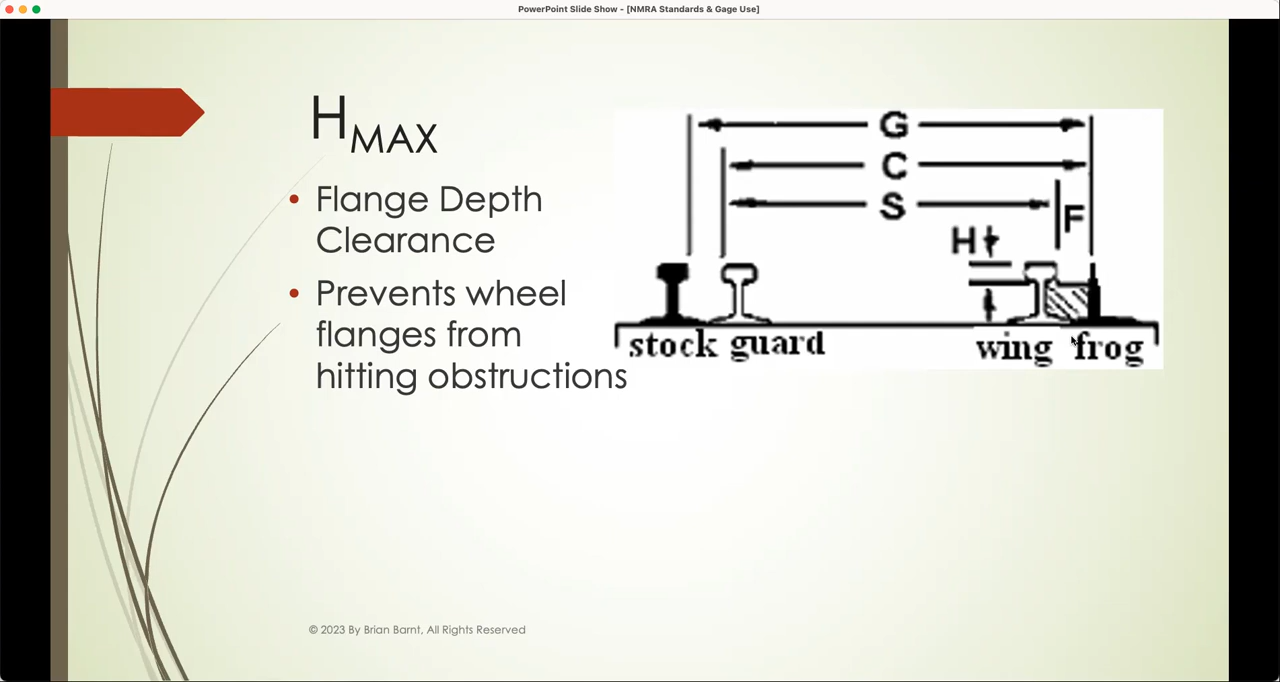 PowerPoint Slide Show - [NMRA Standards & Gage Use]
HMAX
• Flange Depth
Clearance
• Prevents wheel
flanges from
hitting obstructions
G
C
S
F
H
stock guard
wing frog
© 2023 By Brian Barnt, All Rights Reserved